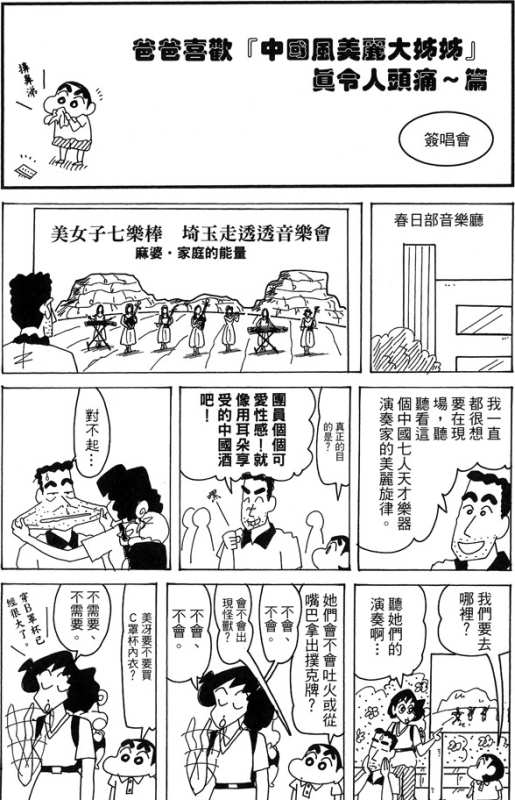 爸爸喜歡『中國風美麗大姊姊』
真令人頭痛～篇
擤鼻涕
簽唱會
春日部音樂廳
美女子七樂棒　埼玉走透透音樂會
麻婆・家庭的能量
我一直
都很想
要在現
場，聽
聽看這
個中國七人天才樂器
演奏家的美麗旋律。
真正的目
的是？
團員個個可
愛性感！就
像用耳朵享
受的中國酒
吧！
嘿
對不起…
我們要去
哪裡？
聽她們的
演奏啊…
她們會不會吐火或從
嘴巴拿出撲克牌？
不會、
不會。
會不會出
現怪獸？
不會、
不會。
美冴要不要買
C罩杯內衣？
不需要、
不需要。
穿B罩杯已
經很大了。